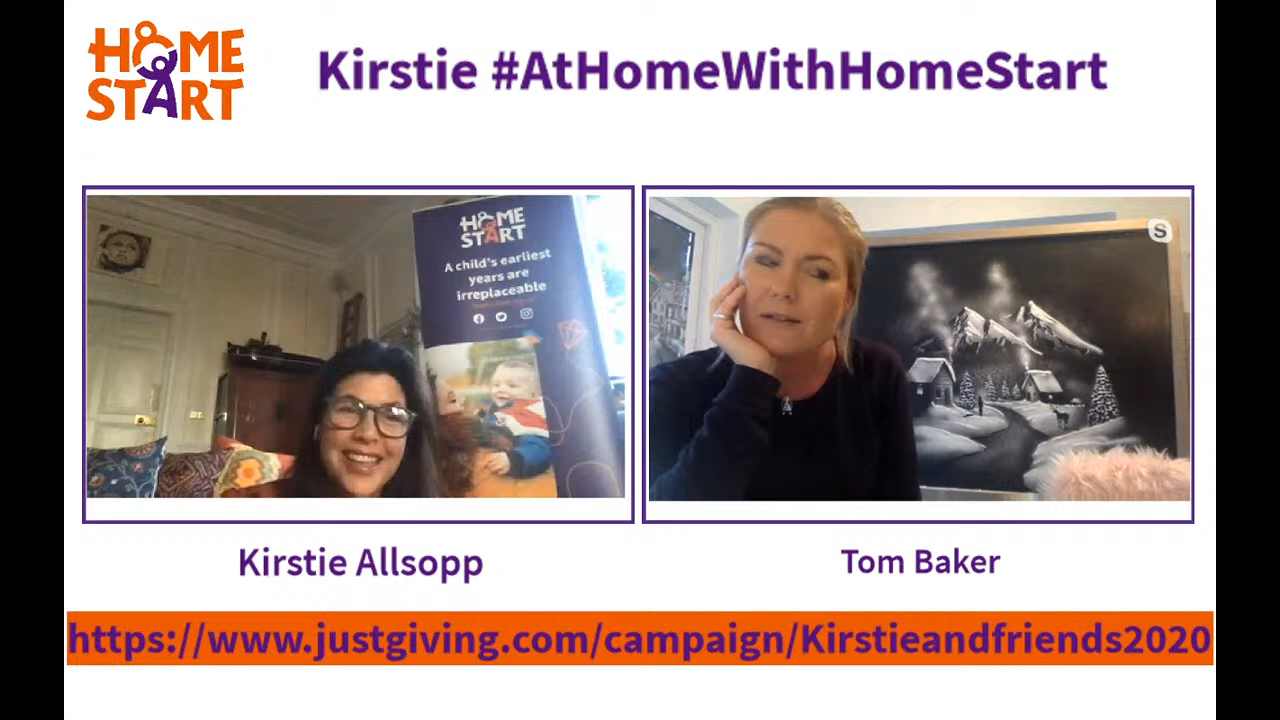 HOME
START
Kirstie #AtHomeWithHomeStart
HOME
START
A child's earliest
years are
irreplaceable
S
Kirstie Allsopp
Tom Baker
https://www.justgiving.com/campaign/Kirstieandfriends2020